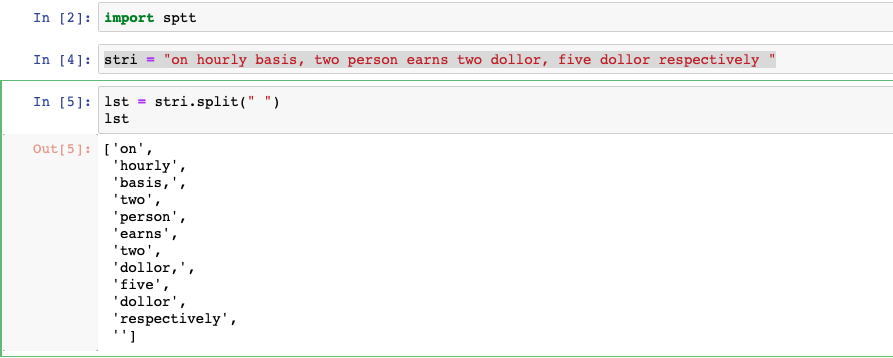 In [2]: import sptt
In [4]: stri = "on hourly basis, two person earns two dollor, five dollor respectively "
In [5]: lst = stri.split(" ")
lst
Out[5]: ['on',
'hourly',
'basis,',
'two',
'person',
'earns',
'two',
'dollor,',
'five',
'dollor',
'respectively',
'']